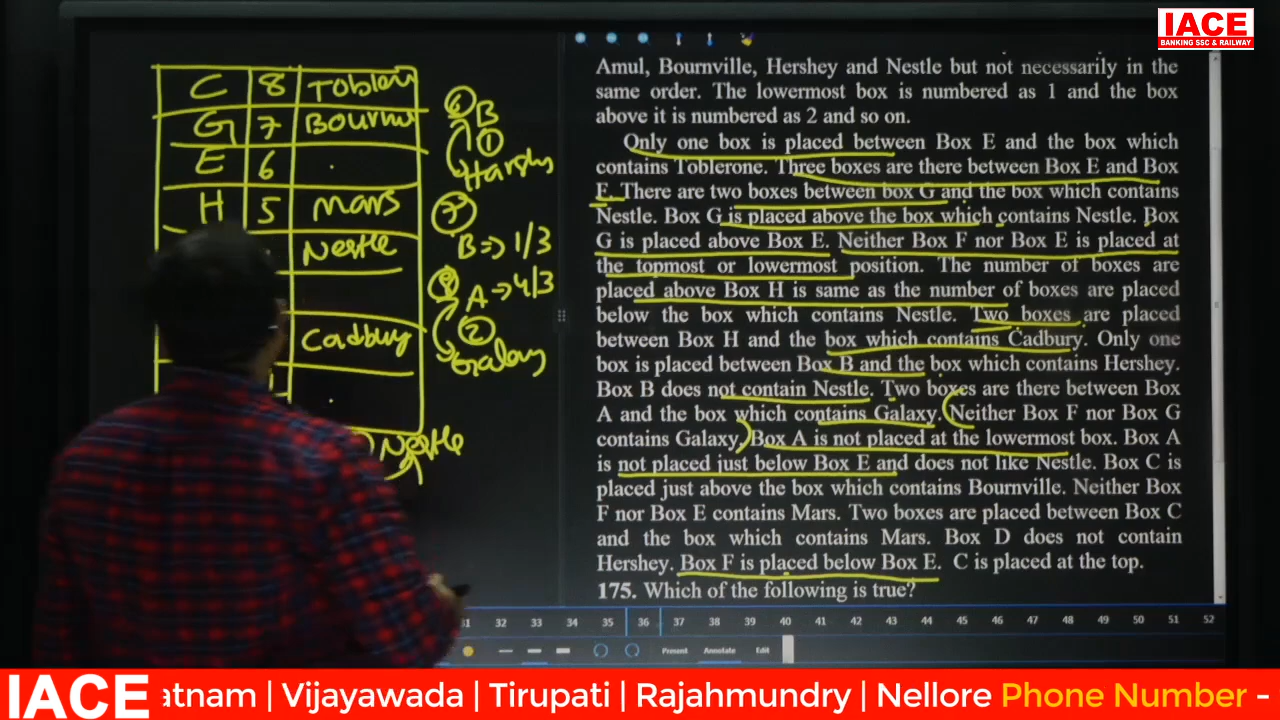 IACE
BANKING SSC & RAILWAY
C 8
G 7
E 6 .
H 5 Mars
Nestle
Cadbury
.
Nestle
6 B
1
7
B => 1/3
8 A -> 4/3
2
Amul, Bournville, Hershey and Nestle but not necessarily in the
same order. The lowermost box is numbered as 1 and the box
above it is numbered as 2 and so on.
Only one box is placed between Box E and the box which
contains Toblerone. Three boxes are there between Box E and Box
F. There are two boxes between box G and the box which contains
Nestle. Box G is placed above the box which contains Nestle. Box
G is placed above Box E. Neither Box F nor Box E is placed at
the topmost or lowermost position. The number of boxes are
placed above Box H is same as the number of boxes are placed
below the box which contains Nestle. Two boxes are placed
between Box H and the box which contains Cadbury. Only one
box is placed between Box B and the box which contains Hershey.
Box B does not contain Nestle. Two boxes are there between Box
A and the box which contains Galaxy. (Neither Box F nor Box G
contains Galaxy.) Box A is not placed at the lowermost box. Box A
is not placed just below Box E and does not like Nestle. Box C is
placed just above the box which contains Bournville. Neither Box
F nor Box E contains Mars. Two boxes are placed between Box C
and the box which contains Mars. Box D does not contain
Hershey. Box F is placed below Box E. C is placed at the top.
175. Which of the following is true?
31 32 33 34 35 36 37 38 39 40 41 42 43 44 45 46 47 48 49 50 51 52
Present Annotate Edit
IACE atnam | Vijayawada | Tirupati | Rajahmundry | Nellore Phone Number -